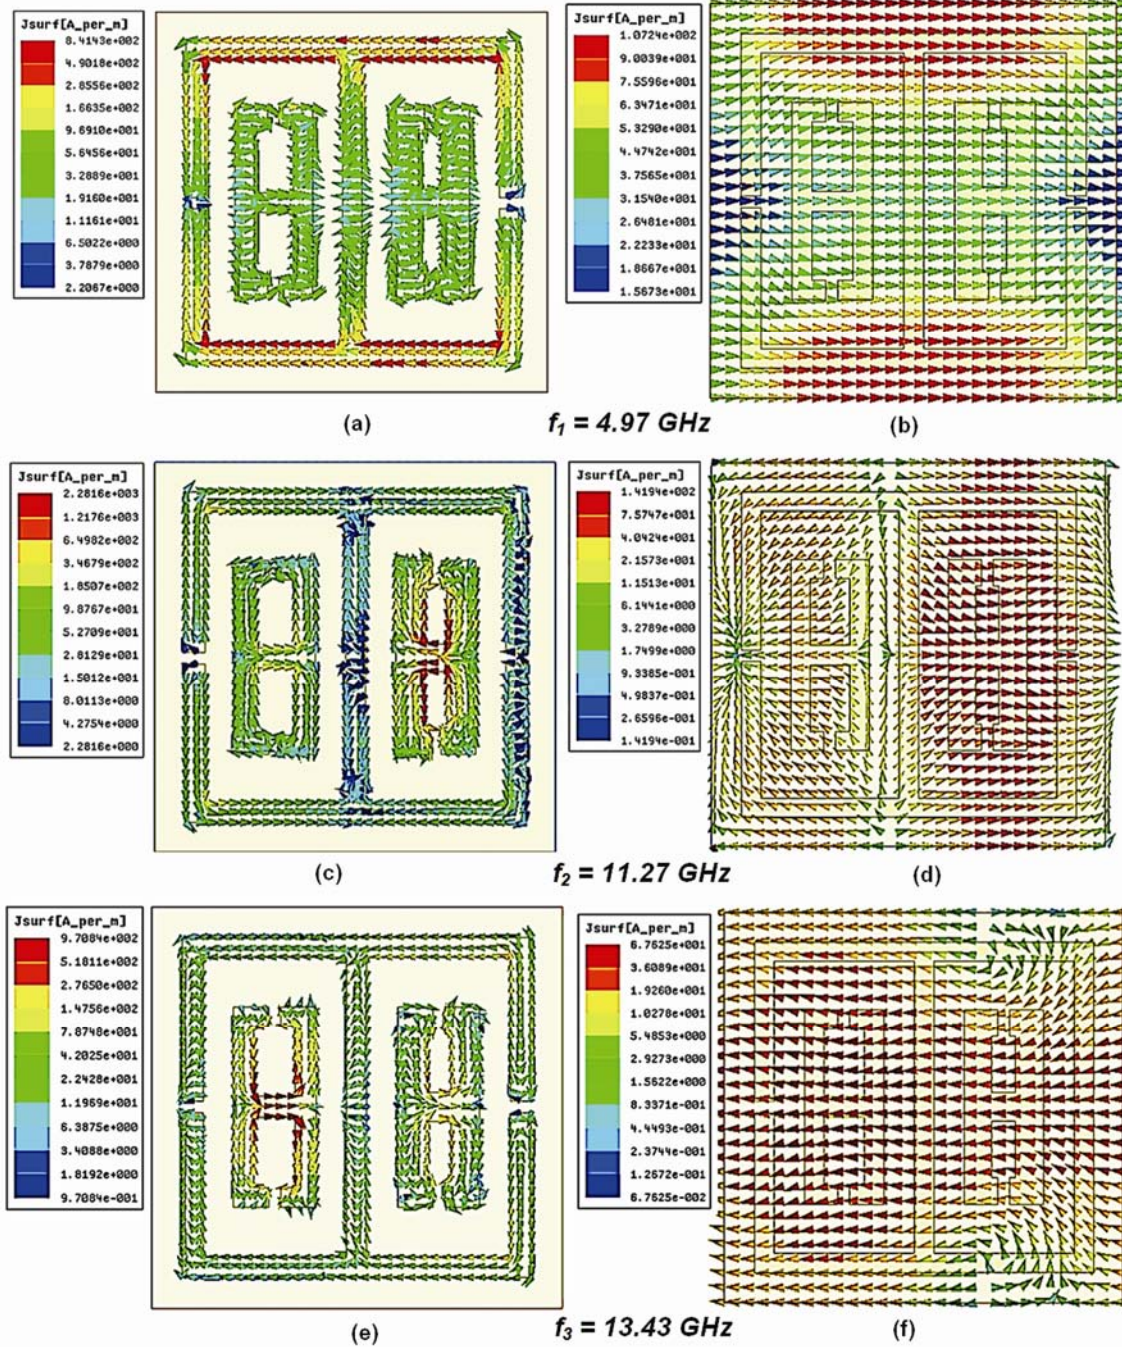 Jsurf[A_per_m]
8.4143e+002
4.9018e+002
2.8556e+002
1.6635e+002
9.6910e+001
5.6456e+001
3.2889e+001
1.9160e+001
1.1161e+001
6.5022e+000
3.7879e+000
2.2067e+000
Jsurf[A_per_m]
1.0724e+002
9.0039e+001
7.5596e+001
6.3471e+001
5.3290e+001
4.4742e+001
3.7565e+001
3.1540e+001
2.6481e+001
2.2233e+001
1.8667e+001
1.5673e+001
(a)
f1 = 4.97 GHz
(b)
Jsurf[A_per_m]
2.2816e+003
1.2176e+003
6.4982e+002
3.4679e+002
1.8507e+002
9.8767e+001
5.2709e+001
2.8129e+001
1.5012e+001
8.0113e+000
4.2754e+000
2.2816e+000
Jsurf[A_per_m]
1.4194e+002
7.5747e+001
4.0424e+001
2.1573e+001
1.1513e+001
6.1441e+000
3.2789e+000
1.7499e+000
9.3385e-001
4.9837e-001
2.6596e-001
1.4194e-001
(c)
f2 = 11.27 GHz
(d)
Jsurf[A_per_m]
9.7084e+002
5.1811e+002
2.7650e+002
1.4756e+002
7.8748e+001
4.2025e+001
2.2428e+001
1.1969e+001
6.3875e+000
3.4088e+000
1.8192e+000
9.7084e-001
Jsurf[A_per_m]
6.7625e+001
3.6089e+001
1.9260e+001
1.0278e+001
5.4853e+000
2.9273e+000
1.5622e+000
8.3371e-001
4.4493e-001
2.3744e-001
1.2672e-001
6.7625e-002
(e)
f3 = 13.43 GHz
(f)